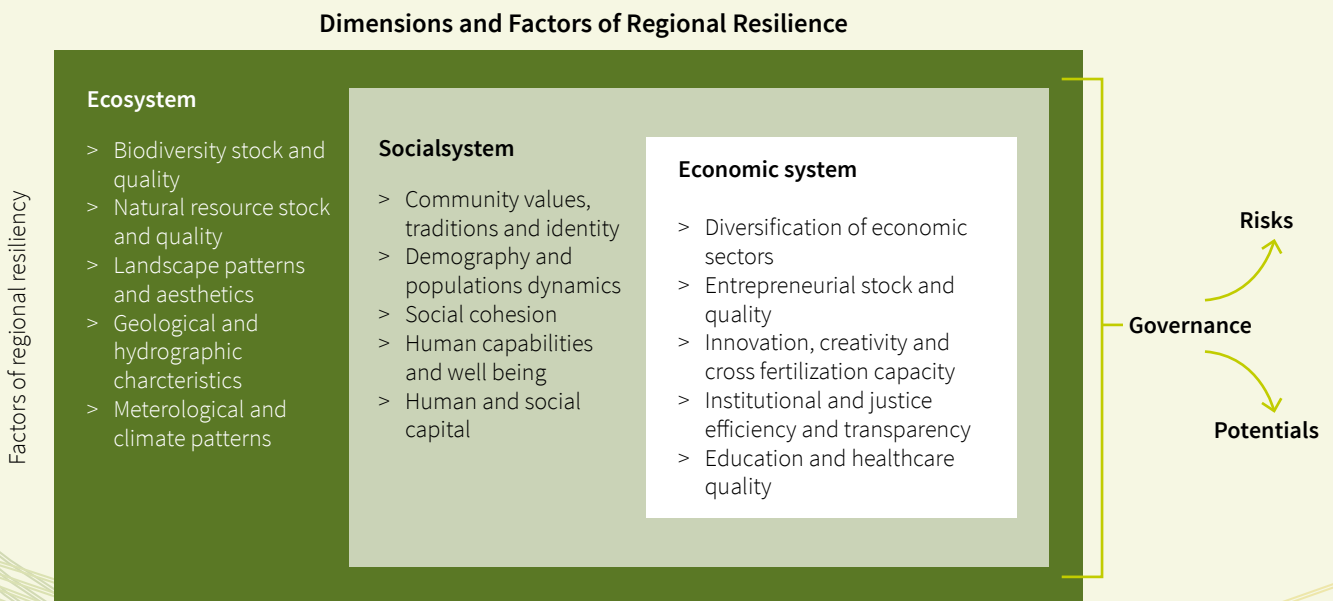 Dimensions and Factors of Regional Resilience
Factors of regional resiliency
Ecosystem
> Biodiversity stock and
quality
> Natural resource stock
and quality
> Landscape patterns
and aesthetics
> Geological and
hydrographic
charcteristics
> Meterological and
climate patterns
Socialsystem
> Community values,
traditions and identity
> Demography and
populations dynamics
> Social cohesion
> Human capabilities
and well being
> Human and social
capital
Economic system
> Diversification of economic
sectors
> Entrepreneurial stock and
quality
> Innovation, creativity and
cross fertilization capacity
> Institutional and justice
efficiency and transparency
> Education and healthcare
quality
Risks
Governance
Potentials